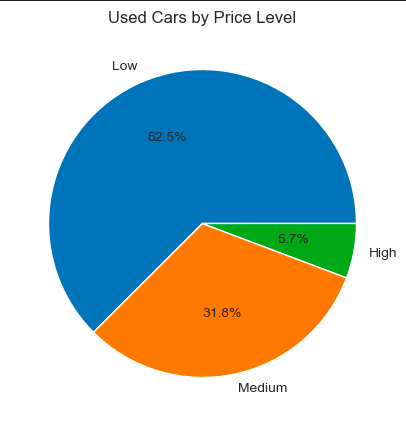 Used Cars by Price Level
Low
62.5%
5.7%
High
31.8%
Medium